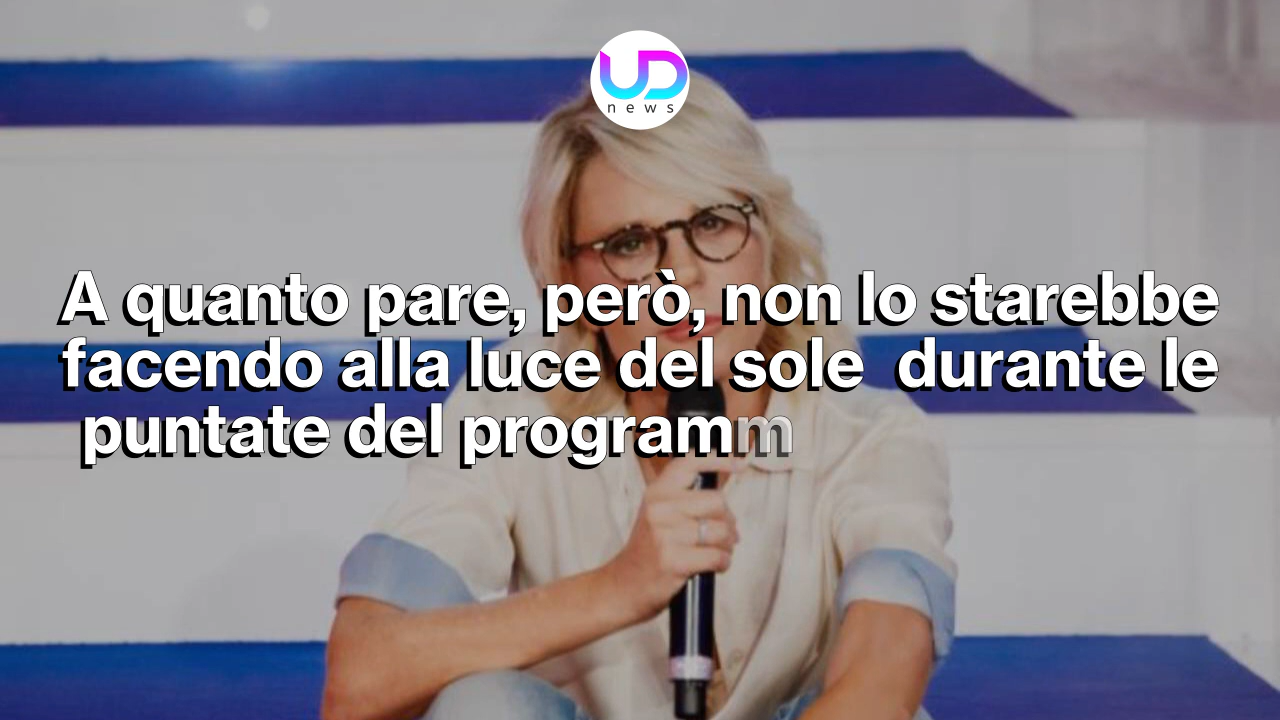 UD
news
A quanto pare, però, non lo starebbe
facendo alla luce del sole durante le
puntate del programm